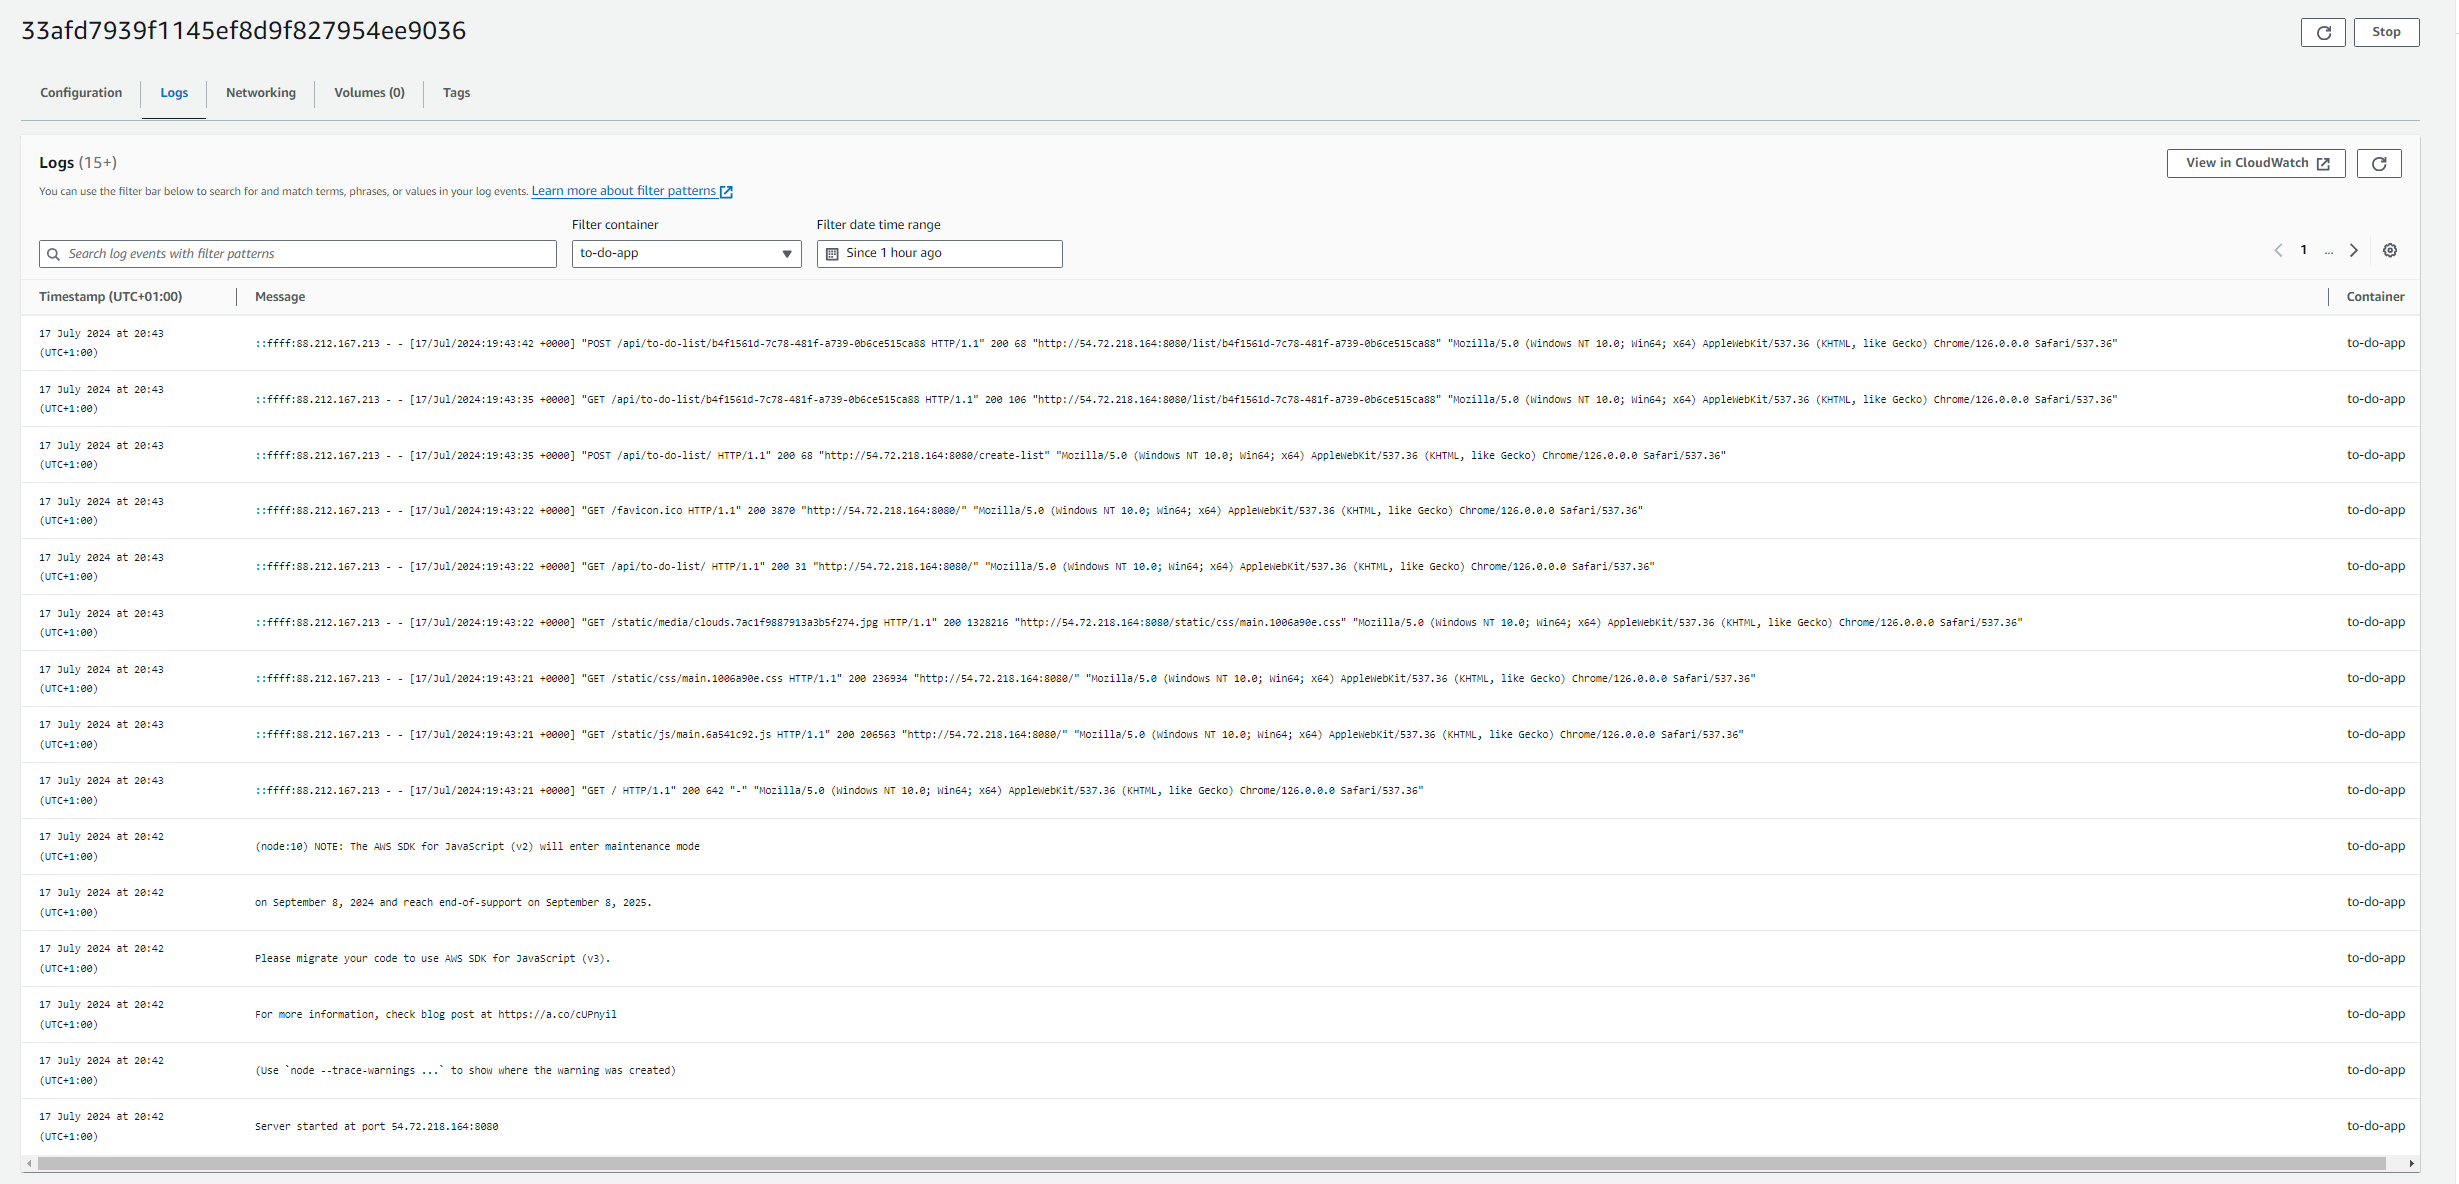 33afd7939f1145ef8d9f827954ee9036
Stop
Configuration
Logs
Networking
Volumes (0)
Tags
Logs (15+)
View in CloudWatch
You can use the filter bar below to search for and match terms, phrases, or values in your log events. Learn more about filter patterns
Filter container
Filter date time range
Search log events with filter patterns
to-do-app
Since 1 hour ago
1
...
Timestamp (UTC+01:00)
Message
Container
17 July 2024 at 20:43
(UTC+1:00)
::ffff:88.212.167.213 - - [17/Jul/2024:19:43:42 +0000] "POST /api/to-do-list/b4f1561d-7c78-481f-a739-0b6ce515ca88 HTTP/1.1" 200 68 "http://54.72.218.164:8080/list/b4f1561d-7c78-481f-a739-0b6ce515ca88" "Mozilla/5.0 (Windows NT 10.0; Win64; x64) AppleWebKit/537.36 (KHTML, like Gecko) Chrome/126.0.0.0 Safari/537.36"
to-do-app
17 July 2024 at 20:43
(UTC+1:00)
::ffff:88.212.167.213 - - [17/Jul/2024:19:43:35 +0000] "GET /api/to-do-list/b4f1561d-7c78-481f-a739-0b6ce515ca88 HTTP/1.1" 200 106 "http://54.72.218.164:8080/list/b4f1561d-7c78-481f-a739-0b6ce515ca88" "Mozilla/5.0 (Windows NT 10.0; Win64; x64) AppleWebKit/537.36 (KHTML, like Gecko) Chrome/126.0.0.0 Safari/537.36"
to-do-app
17 July 2024 at 20:43
(UTC+1:00)
::ffff:88.212.167.213 - - [17/Jul/2024:19:43:35 +0000] "POST /api/to-do-list/ HTTP/1.1" 200 68 "http://54.72.218.164:8080/create-list" "Mozilla/5.0 (Windows NT 10.0; Win64; x64) AppleWebKit/537.36 (KHTML, like Gecko) Chrome/126.0.0.0 Safari/537.36"
to-do-app
17 July 2024 at 20:43
(UTC+1:00)
::ffff:88.212.167.213 - - [17/Jul/2024:19:43:22 +0000] "GET /favicon.ico HTTP/1.1" 200 3870 "http://54.72.218.164:8080/" "Mozilla/5.0 (Windows NT 10.0; Win64; x64) AppleWebKit/537.36 (KHTML, like Gecko) Chrome/126.0.0.0 Safari/537.36"
to-do-app
17 July 2024 at 20:43
(UTC+1:00)
::ffff:88.212.167.213 - - [17/Jul/2024:19:43:22 +0000] "GET /api/to-do-list/ HTTP/1.1" 200 31 "http://54.72.218.164:8080/" "Mozilla/5.0 (Windows NT 10.0; Win64; x64) AppleWebKit/537.36 (KHTML, like Gecko) Chrome/126.0.0.0 Safari/537.36"
to-do-app
17 July 2024 at 20:43
(UTC+1:00)
::ffff:88.212.167.213 - - [17/Jul/2024:19:43:22 +0000] "GET /static/media/clouds.7ac1f9887913a3b5f274.jpg HTTP/1.1" 200 1328216 "http://54.72.218.164:8080/static/css/main.1006a90e.css" "Mozilla/5.0 (Windows NT 10.0; Win64; x64) AppleWebKit/537.36 (KHTML, like Gecko) Chrome/126.0.0.0 Safari/537.36"
to-do-app
17 July 2024 at 20:43
(UTC+1:00)
::ffff:88.212.167.213 - - [17/Jul/2024:19:43:21 +0000] "GET /static/css/main.1006a90e.css HTTP/1.1" 200 236934 "http://54.72.218.164:8080/" "Mozilla/5.0 (Windows NT 10.0; Win64; x64) AppleWebKit/537.36 (KHTML, like Gecko) Chrome/126.0.0.0 Safari/537.36"
to-do-app
17 July 2024 at 20:43
(UTC+1:00)
::ffff:88.212.167.213 - - [17/Jul/2024:19:43:21 +0000] "GET /static/js/main.6a541c92.js HTTP/1.1" 200 206563 "http://54.72.218.164:8080/" "Mozilla/5.0 (Windows NT 10.0; Win64; x64) AppleWebKit/537.36 (KHTML, like Gecko) Chrome/126.0.0.0 Safari/537.36"
to-do-app
17 July 2024 at 20:43
(UTC+1:00)
::ffff:88.212.167.213 - - [17/Jul/2024:19:43:21 +0000] "GET / HTTP/1.1" 200 642 "-" "Mozilla/5.0 (Windows NT 10.0; Win64; x64) AppleWebKit/537.36 (KHTML, like Gecko) Chrome/126.0.0.0 Safari/537.36"
to-do-app
17 July 2024 at 20:42
(UTC+1:00)
(node:10) NOTE: The AWS SDK for JavaScript (v2) will enter maintenance mode
to-do-app
17 July 2024 at 20:42
(UTC+1:00)
on September 8, 2024 and reach end-of-support on September 8, 2025.
to-do-app
17 July 2024 at 20:42
(UTC+1:00)
Please migrate your code to use AWS SDK for JavaScript (v3).
to-do-app
17 July 2024 at 20:42
(UTC+1:00)
For more information, check blog post at https://a.co/cUPnyil
to-do-app
17 July 2024 at 20:42
(UTC+1:00)
(Use `node --trace-warnings ...` to show where the warning was created)
to-do-app
17 July 2024 at 20:42
(UTC+1:00)
Server started at port 54.72.218.164:8080
to-do-app